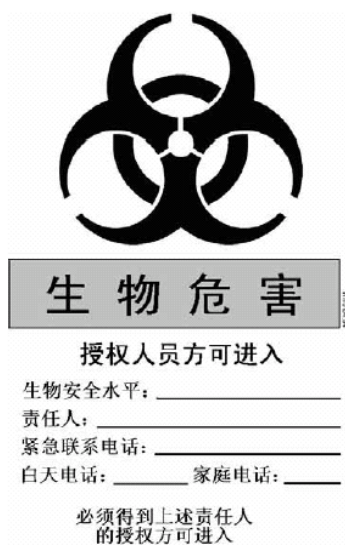 生物危害
授权人员方可进入
生物安全水平：
责任人：
紧急联系电话：
白天电话： 家庭电话：
必须得到上述责任人
的授权方可进入